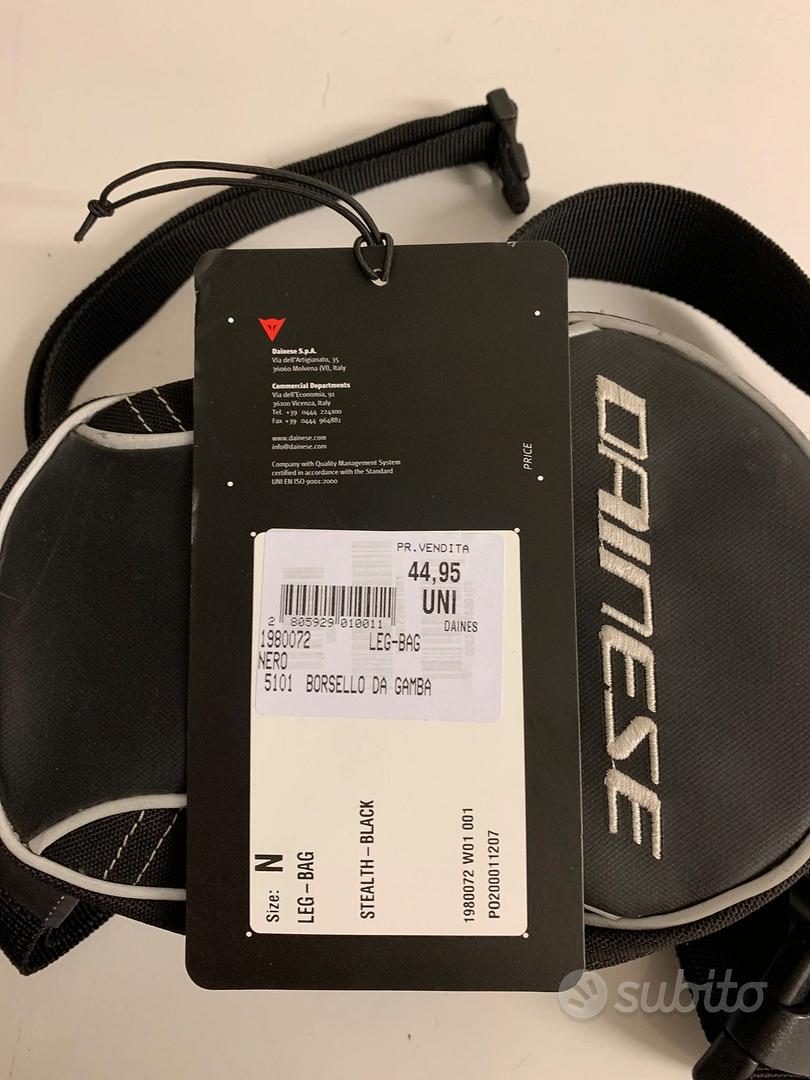 Dainese S.p.A.
Via dell'Artigianato, 35
36060 Molvena (VI), Italy
Commercial Departments
Via dell'Economia, 91
36100 Vicenza, Italy
Tel. +39 0444 224100
Fax +39 0444 964881
www.dainese.com
info@dainese.com
Company with Quality Management System
certified in accordance with the Standard
UNI EN ISO 9001:2000
PRICE
PR.VENDITA
44,95
UNI
DAINES
2 805929 010011
1980072 LEG-BAG
NERO
5101 BORSELLO DA GAMBA
Size: N
LEG-BAG
STEALTH-BLACK
1980072 W01 001
PO200011207
DAINESE
subito